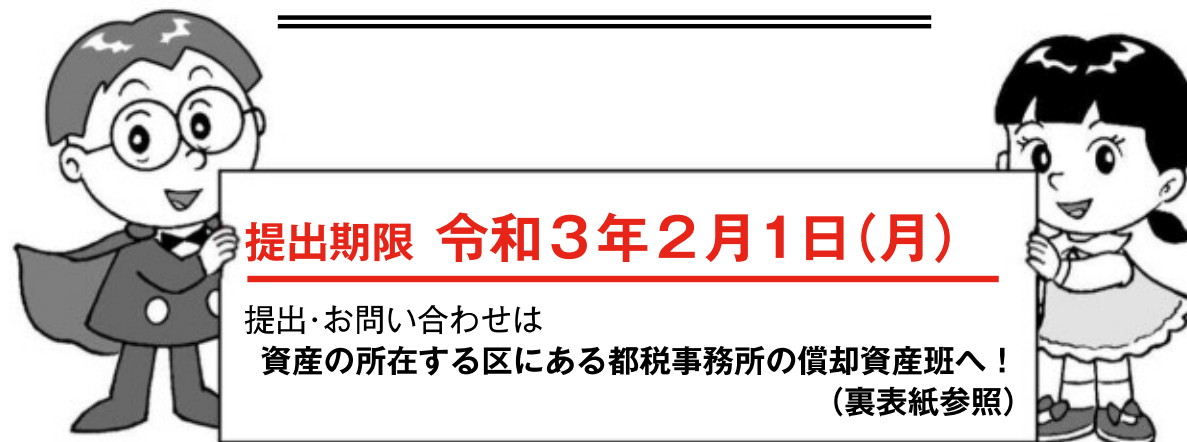 提出期限 令和3年2月1日(月)
提出・お問い合わせは
資産の所在する区にある都税事務所の償却資産班へ!
(裏表紙参照)